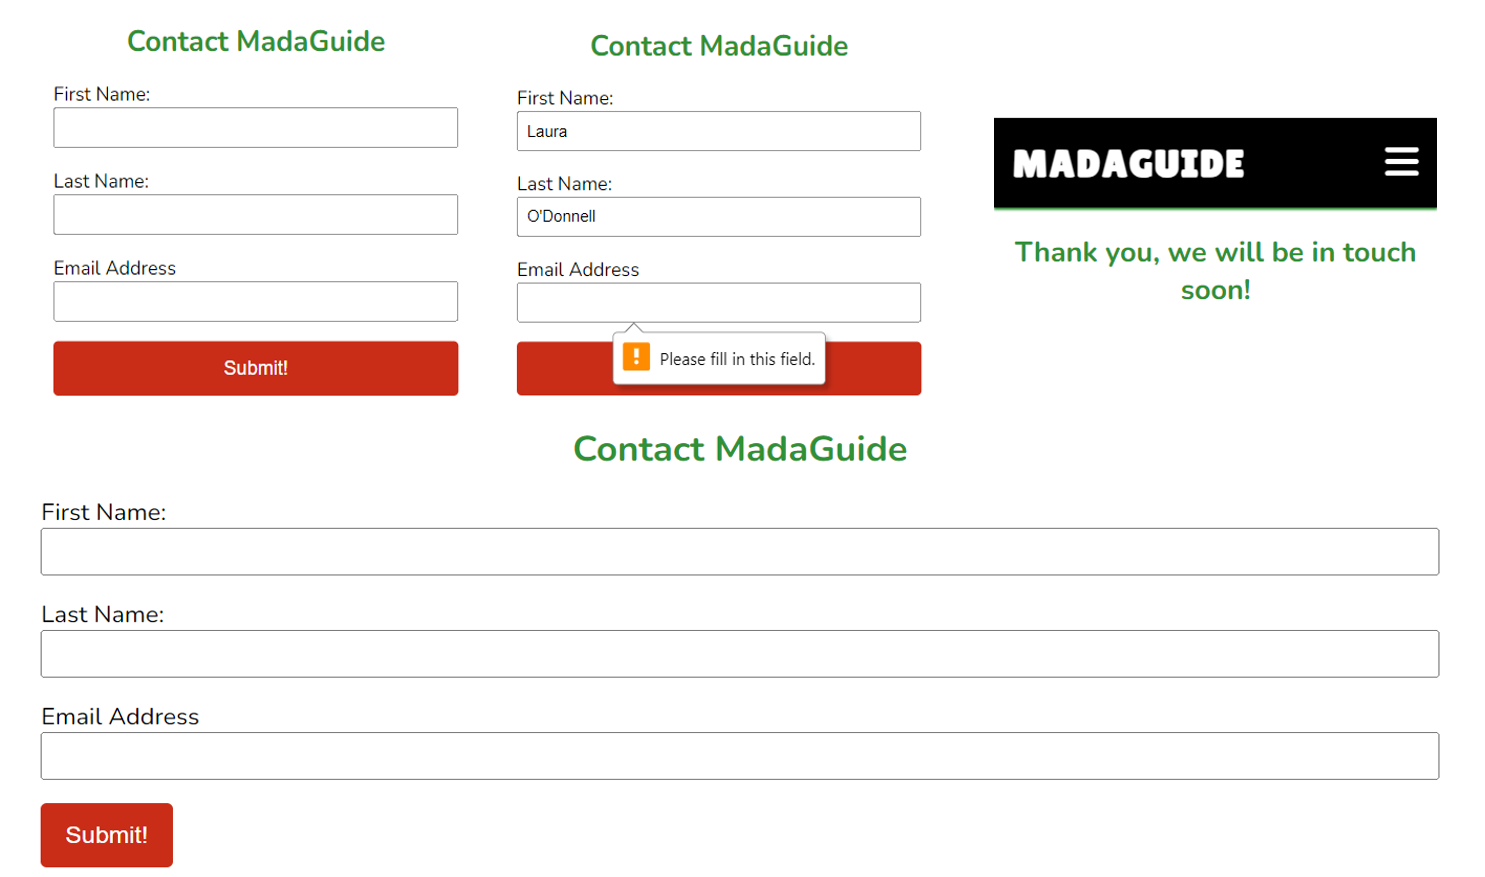 Contact MadaGuide
First Name:
Last Name:
Email Address
Submit!
Contact MadaGuide
First Name:
Laura
Last Name:
O'Donnell
Email Address
! Please fill in this field.
MADAGUIDE
Thank you, we will be in touch
soon!
Contact MadaGuide
First Name:
Last Name:
Email Address
Submit!